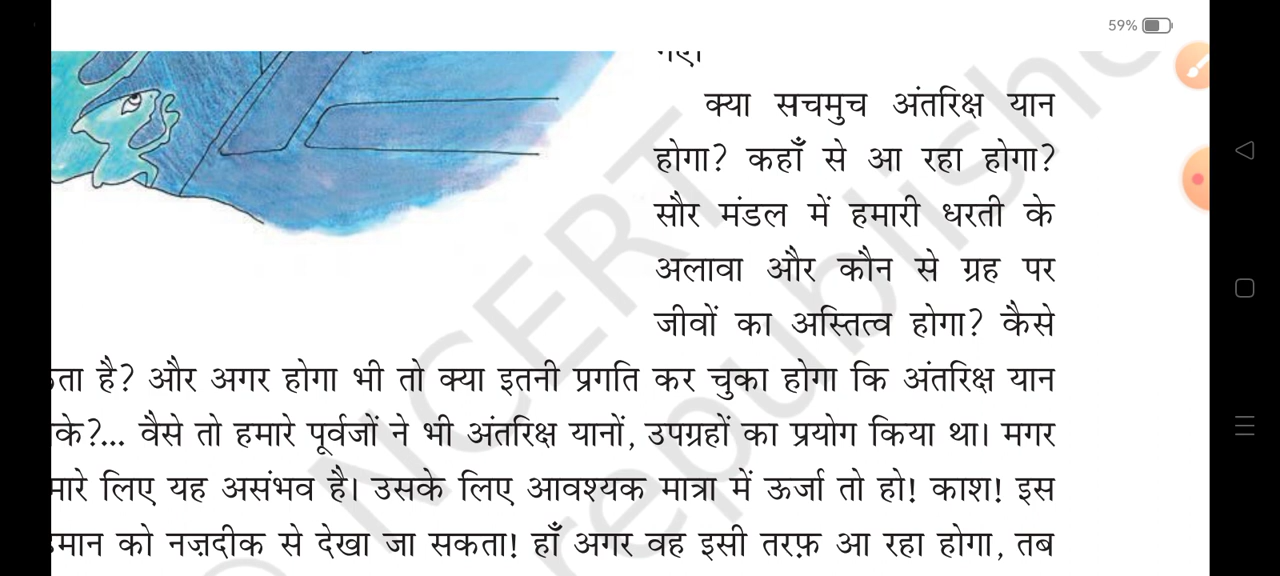 59%
क्या सचमुच अंतरिक्ष यान
होगा? कहाँ से आ रहा होगा?
सौर मंडल में हमारी धरती के
अलावा और कौन से ग्रह पर
जीवों का अस्तित्व होगा? कैसे
है? और अगर होगा भी तो क्या इतनी प्रगति कर चुका होगा कि अंतरिक्ष यान
वैसे तो हमारे पूर्वजों ने भी अंतरिक्ष यानों, उपग्रहों का प्रयोग किया था। मगर
लिए यह असंभव है। उसके लिए आवश्यक मात्रा में ऊर्जा तो हो! काश! इस
को नज़दीक से देखा जा सकता! हाँ अगर वह इसी तरफ़ आ रहा होगा, तब
NCERT
republishe